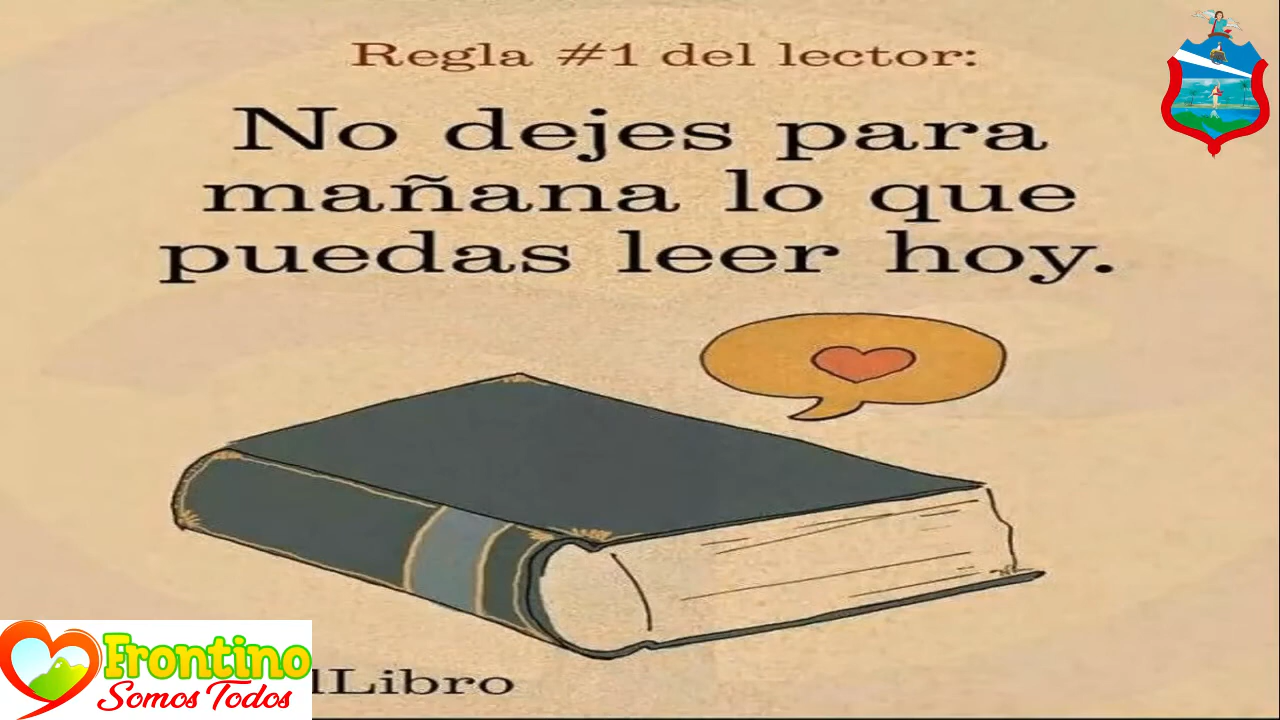 Regla #1 del lector:
No dejes para
mañana lo que
puedas leer hoy.
Frontino
Somos Todos
lLibro